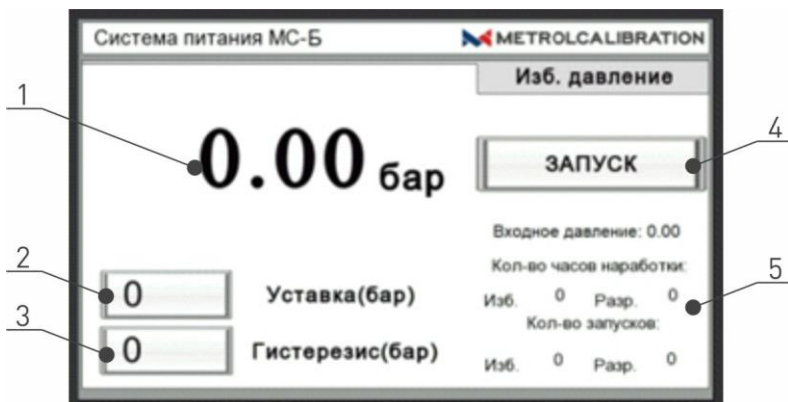 Система питания МС-Б METROLCALIBRATION
Изб. давление
1
0.00 бар
ЗАПУСК
4
Входное давление: 0.00
2
0 Уставка(бар)
Кол-во часов наработки:
Изб. 0 Разр. 0
5
Кол-во запусков:
3
0 Гистерезис(бар)
Изб. 0 Разр. 0